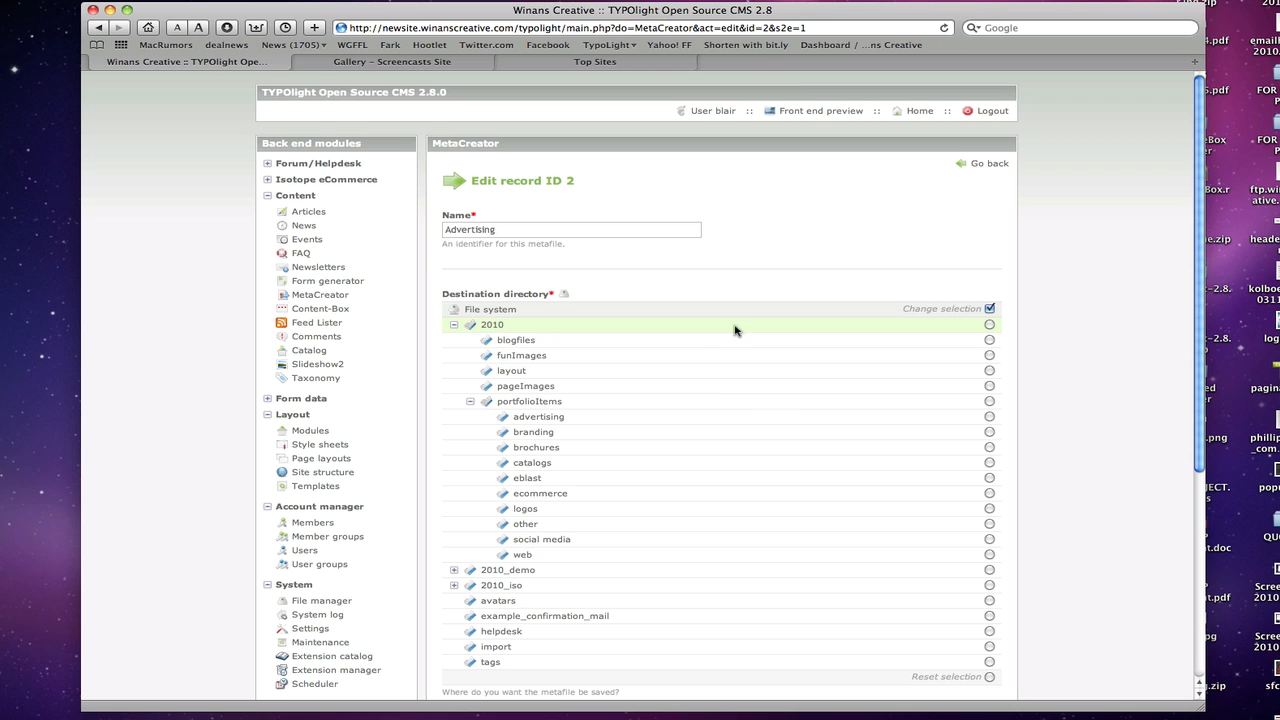 Winans Creative :: TYPOlight Open Source CMS 2.8
http://newsite.winanscreative.com/typolight/main.php?do=MetaCreator&act=edit&id=2&s2e=1
Google
MacRumors dealnews News (1705) WGFFL Fark Hootlet Twitter.com Facebook TypoLight Yahoo! FF Shorten with bit.ly Dashboard / ...ns Creative
Winans Creative :: TYPOlight Ope... Gallery – Screencasts Site Top Sites
TYPOlight Open Source CMS 2.8.0
User blair :: Front end preview :: Home :: Logout
Back end modules
Forum/Helpdesk
Isotope eCommerce
Content
Articles
News
Events
FAQ
Newsletters
Form generator
MetaCreator
Content-Box
Feed Lister
Comments
Catalog
Slideshow2
Taxonomy
Form data
Layout
Modules
Style sheets
Page layouts
Site structure
Templates
Account manager
Members
Member groups
Users
User groups
System
File manager
System log
Settings
Maintenance
Extension catalog
Extension manager
Scheduler
MetaCreator
Go back
Edit record ID 2
Name*
Advertising
An identifier for this metafile.
Destination directory*
File system Change selection
2010
blogfiles
funImages
layout
pageImages
portfolioItems
advertising
branding
brochures
catalogs
eblast
ecommerce
logos
other
social media
web
2010_demo
2010_iso
avatars
example_confirmation_mail
helpdesk
import
tags
Reset selection
Where do you want the metafile be saved?